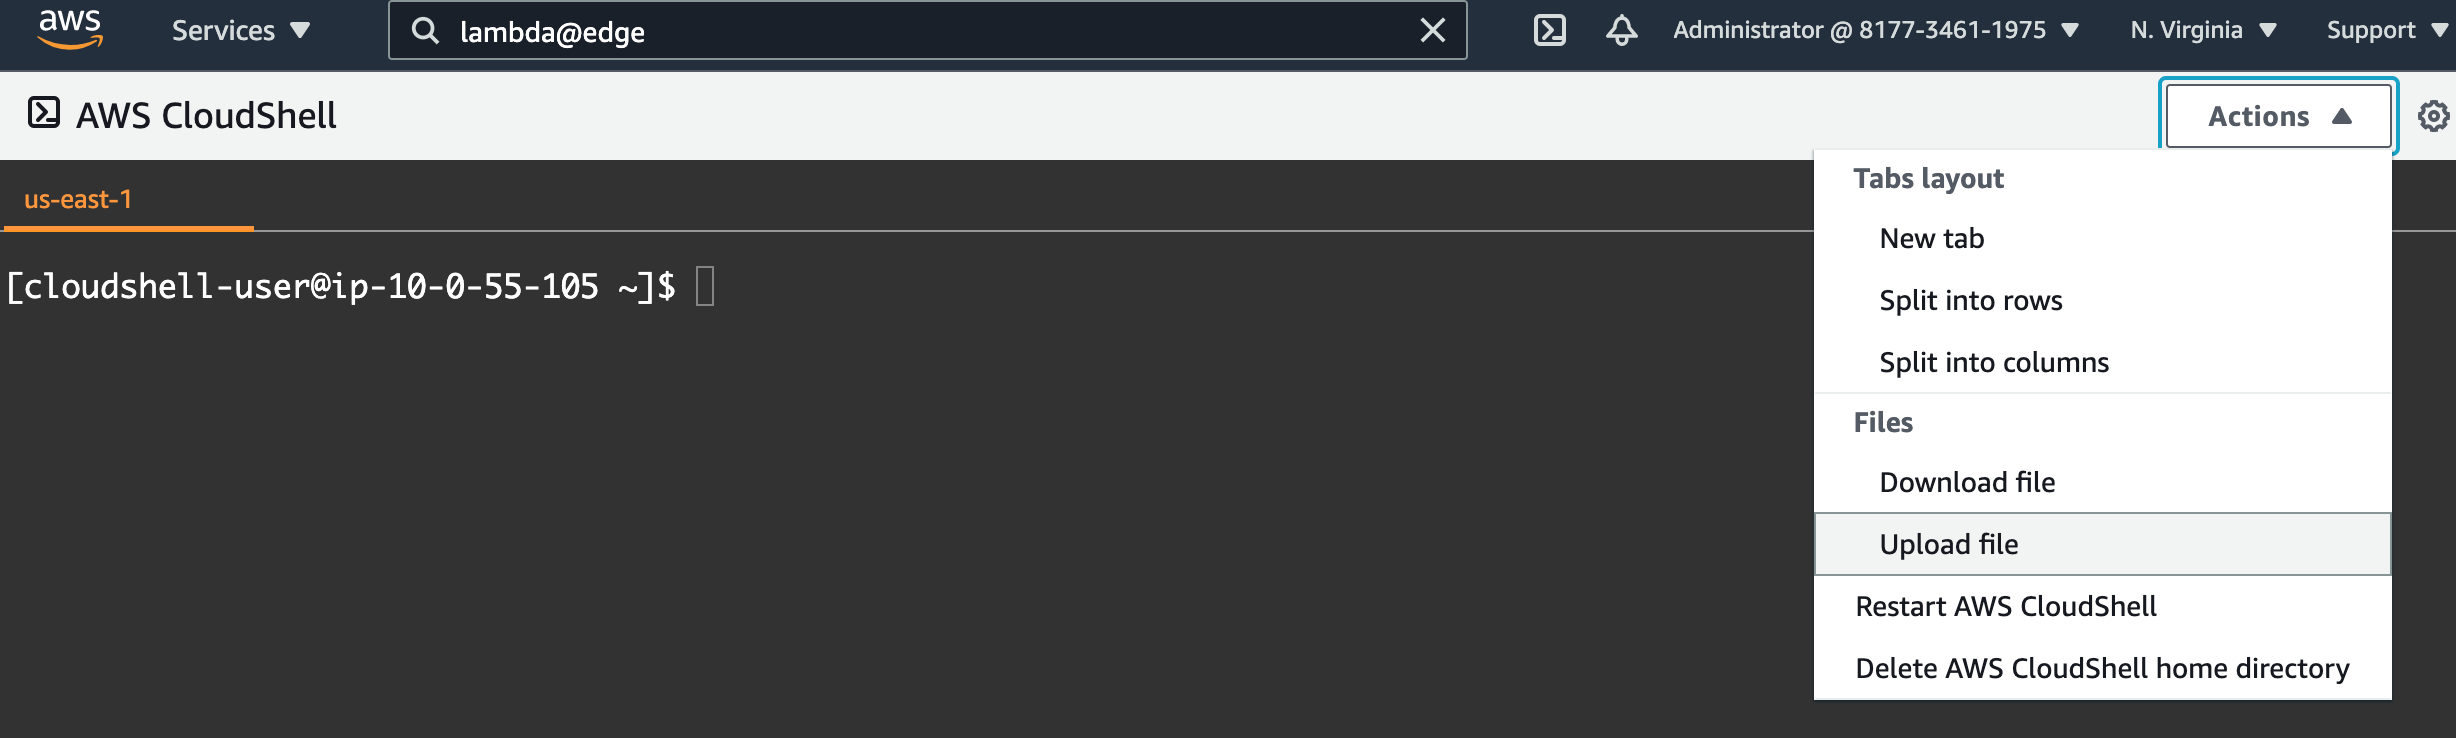 aws
Services
lambda@edge
Administrator @ 8177-3461-1975
N. Virginia
Support
AWS CloudShell
Actions
us-east-1
[cloudshell-user@ip-10-0-55-105 ~]$
Tabs layout
New tab
Split into rows
Split into columns
Files
Download file
Upload file
Restart AWS CloudShell
Delete AWS CloudShell home directory